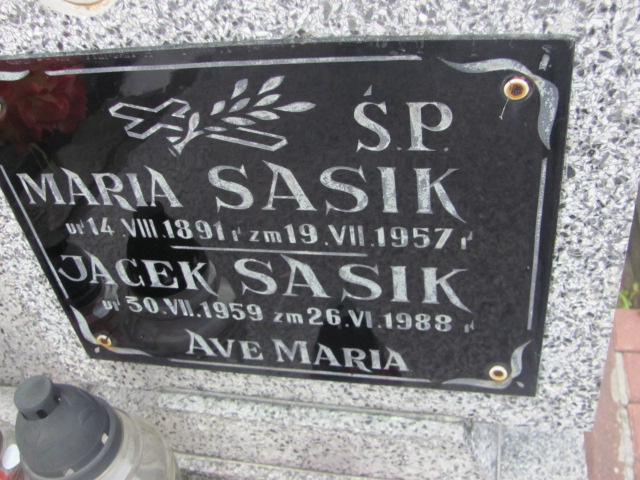 Ś.P.
MARIA SASIK
ur 14.VIII.1891 r zm 19.VII.1957 r
JACEK SASIK
ur 30.VII.1959 zm 26.VI.1988 r
AVE MARIA